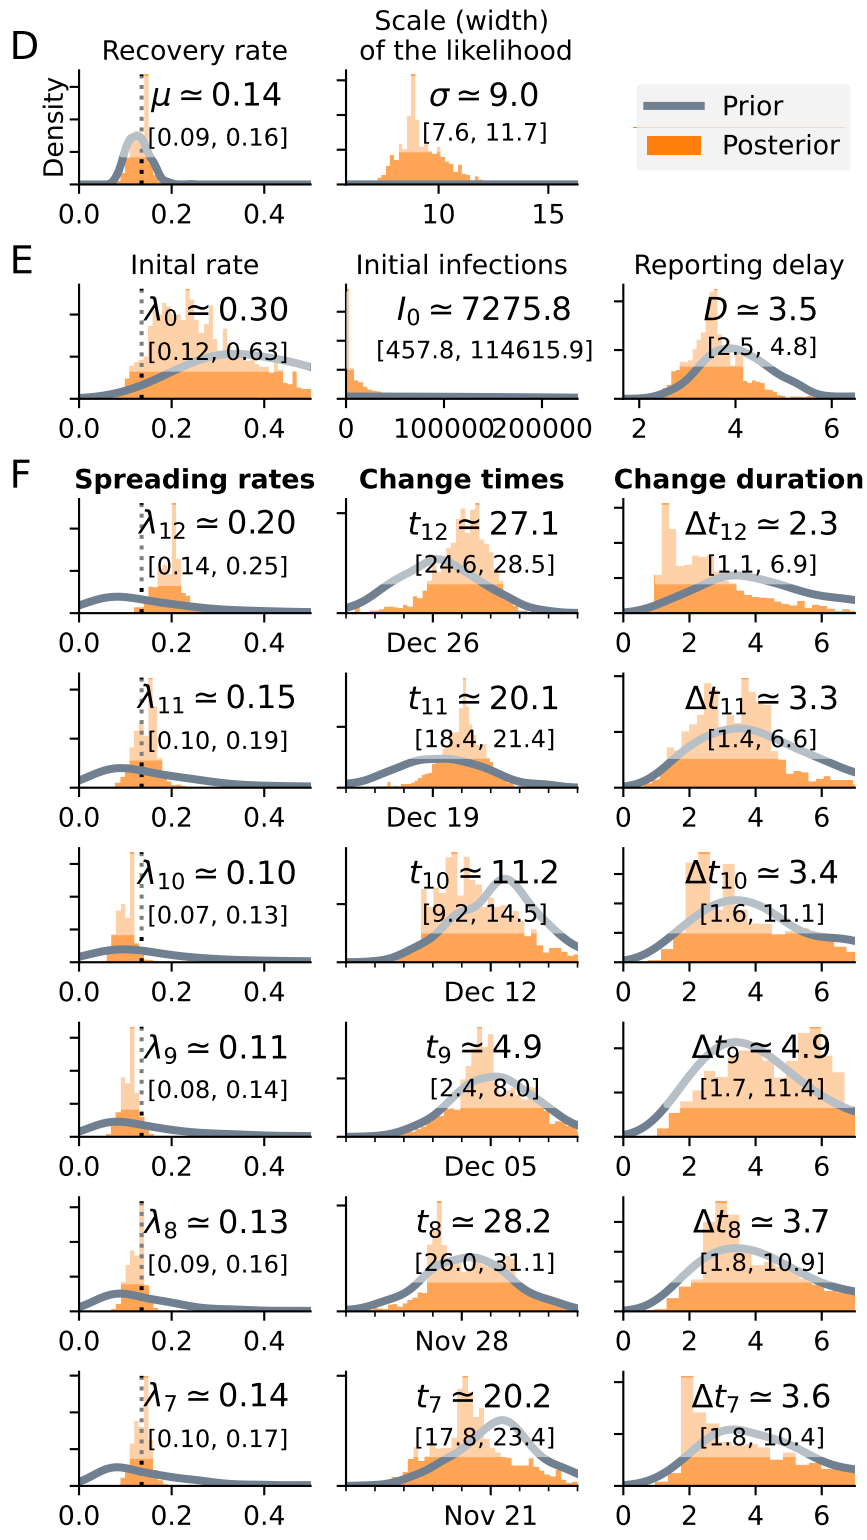 D
Recovery rate
Scale (width)
of the likelihood
Density
μ ≃ 0.14
[0.09, 0.16]
σ ≃ 9.0
[7.6, 11.7]
Prior
Posterior
0.0 0.2 0.4
10 15
E
Inital rate
Initial infections
Reporting delay
λ₀ ≃ 0.30
[0.12, 0.63]
I₀ ≃ 7275.8
[457.8, 114615.9]
D ≃ 3.5
[2.5, 4.8]
0.0 0.2 0.4
0 100000 200000
2 4 6
F
Spreading rates
Change times
Change duration
λ₁₂ ≃ 0.20
[0.14, 0.25]
t₁₂ ≃ 27.1
[24.6, 28.5]
Δt₁₂ ≃ 2.3
[1.1, 6.9]
0.0 0.2 0.4
Dec 26
0 2 4 6
λ₁₁ ≃ 0.15
[0.10, 0.19]
t₁₁ ≃ 20.1
[18.4, 21.4]
Δt₁₁ ≃ 3.3
[1.4, 6.6]
0.0 0.2 0.4
Dec 19
0 2 4 6
λ₁₀ ≃ 0.10
[0.07, 0.13]
t₁₀ ≃ 11.2
[9.2, 14.5]
Δt₁₀ ≃ 3.4
[1.6, 11.1]
0.0 0.2 0.4
Dec 12
0 2 4 6
λ₉ ≃ 0.11
[0.08, 0.14]
t₉ ≃ 4.9
[2.4, 8.0]
Δt₉ ≃ 4.9
[1.7, 11.4]
0.0 0.2 0.4
Dec 05
0 2 4 6
λ₈ ≃ 0.13
[0.09, 0.16]
t₈ ≃ 28.2
[26.0, 31.1]
Δt₈ ≃ 3.7
[1.8, 10.9]
0.0 0.2 0.4
Nov 28
0 2 4 6
λ₇ ≃ 0.14
[0.10, 0.17]
t₇ ≃ 20.2
[17.8, 23.4]
Δt₇ ≃ 3.6
[1.8, 10.4]
0.0 0.2 0.4
Nov 21
0 2 4 6